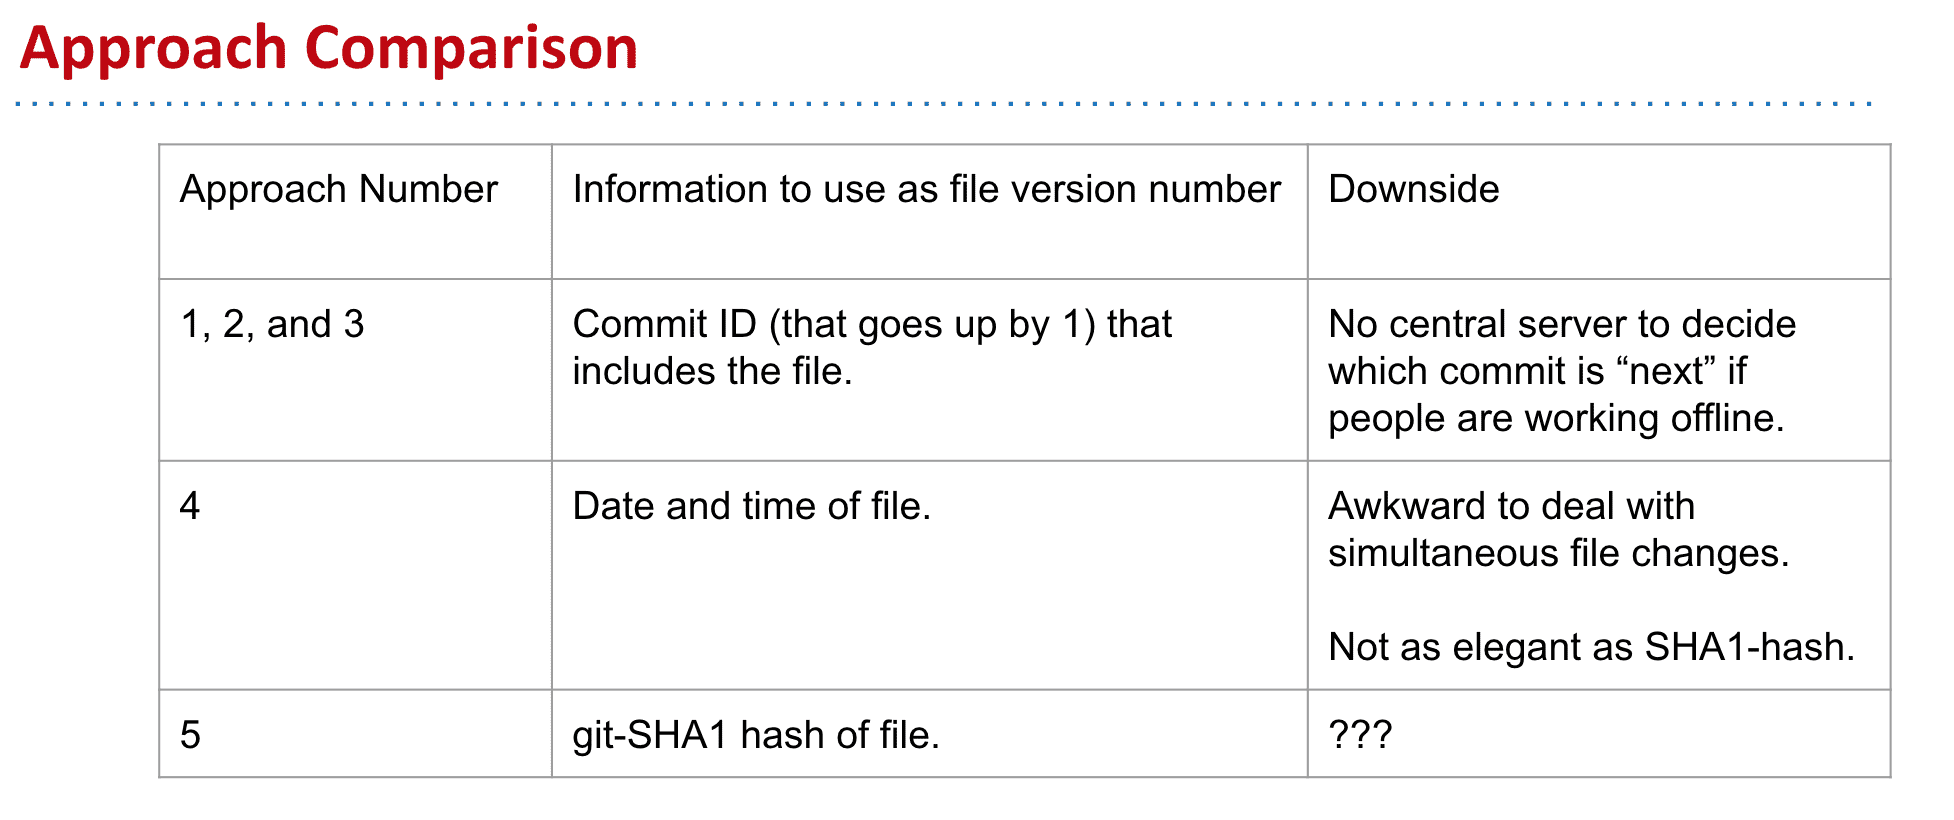 Approach Comparison
Approach Number
Information to use as file version number
Downside
1, 2, and 3
Commit ID (that goes up by 1) that
includes the file.
No central server to decide
which commit is “next” if
people are working offline.
4
Date and time of file.
Awkward to deal with
simultaneous file changes.
Not as elegant as SHA1-hash.
5
git-SHA1 hash of file.
???